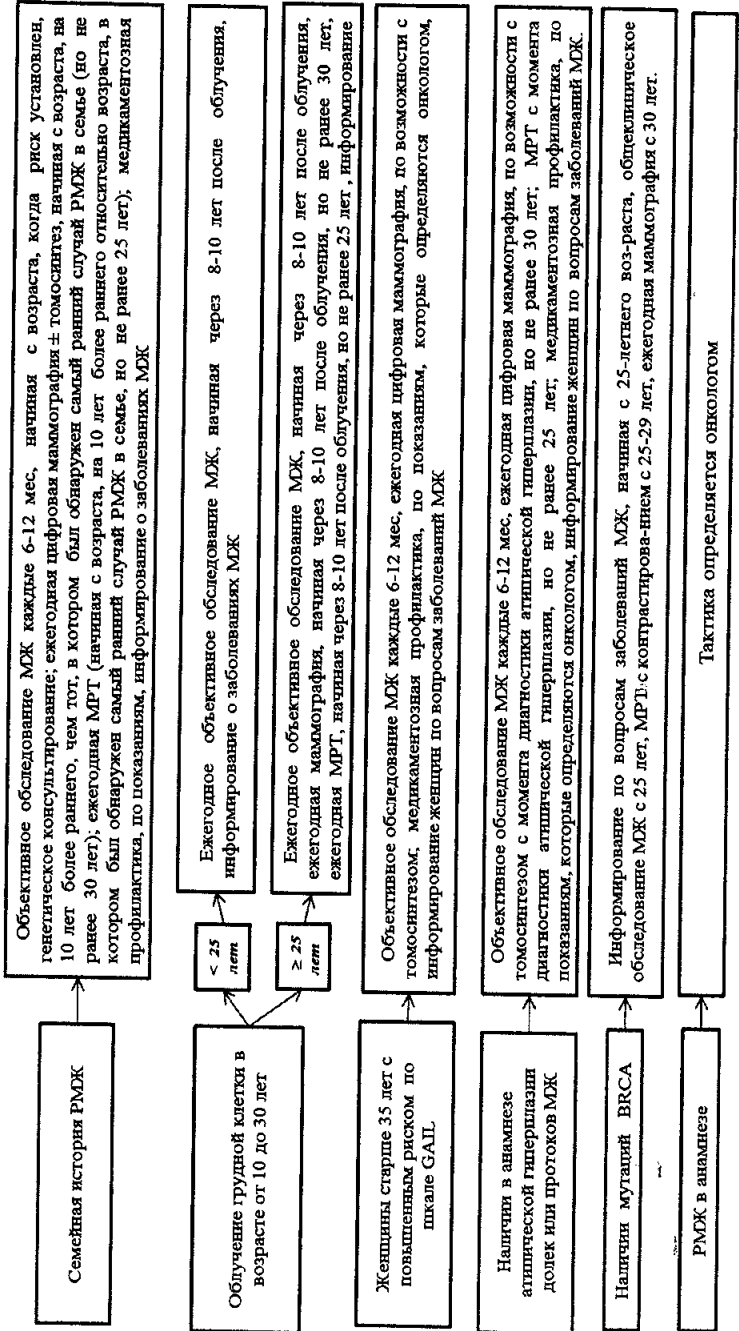 Семейная история РМЖ
Объективное обследование МЖ каждые 6-12 мес, начиная с возраста, когда риск установлен,
генетическое консультирование; ежегодная цифровая маммография ± томосинтез, начиная с возраста, на
10 лет более раннего, чем тот, в котором был обнаружен самый ранний случай РМЖ в семье (но не
ранее 30 лет); ежегодная МРТ (начиная с возраста, на 10 лет более раннего относительно возраста, в
котором был обнаружен самый ранний случай РМЖ в семье, но не ранее 25 лет); медикаментозная
профилактика, по показаниям, информирование о заболеваниях МЖ
Облучение грудной клетки в
возрасте от 10 до 30 лет
< 25
лет
Ежегодное объективное обследование МЖ, начиная через 8-10 лет после облучения,
информирование о заболеваниях МЖ
≥ 25
лет
Ежегодное объективное обследование МЖ, начиная через 8-10 лет после облучения,
ежегодная маммография, начиная через 8-10 лет после облучения, но не ранее 30 лет,
ежегодная МРТ, начиная через 8-10 лет после облучения, но не ранее 25 лет , информирование
Женщины старше 35 лет с
повышенным риском по
шкале GAIL
Объективное обследование МЖ каждые 6-12 мес, ежегодная цифровая маммография, по возможности с
томосинтезом; медикаментозная профилактика, по показаниям, которые определяются онкологом,
информирование женщин по вопросам заболеваний МЖ
Наличии в анамнезе
атипической гиперплазии
долек или протоков МЖ
Объективное обследование МЖ каждые 6-12 мес, ежегодная цифровая маммография, по возможности с
томосинтезом с момента диагностики атипической гиперплазии, но не ранее 30 лет; МРТ с момента
диагностики атипической гиперплазии, но не ранее 25 лет; медикаментозная профилактика, по
показаниям, которые определяются онкологом, информирование женщин по вопросам заболеваний МЖ.
Наличии мутаций BRCA
Информирование по вопросам заболеваний МЖ, начиная с 25-летнего воз-раста, общеклиническое
обследование МЖ с 25 лет, МРТ с контрастирова-нием с 25-29 лет, ежегодная маммография с 30 лет.
РМЖ в анамнезе
Тактика определяется онкологом